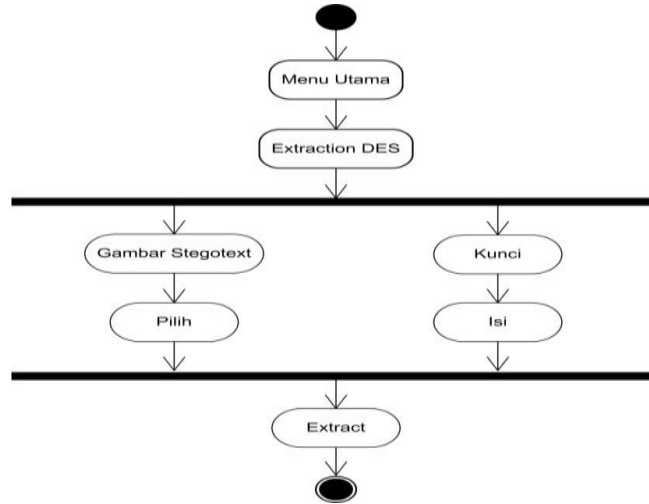 Menu Utama
Extraction DES
Gambar Stegotext
Kunci
Pilih
Isi
Extract